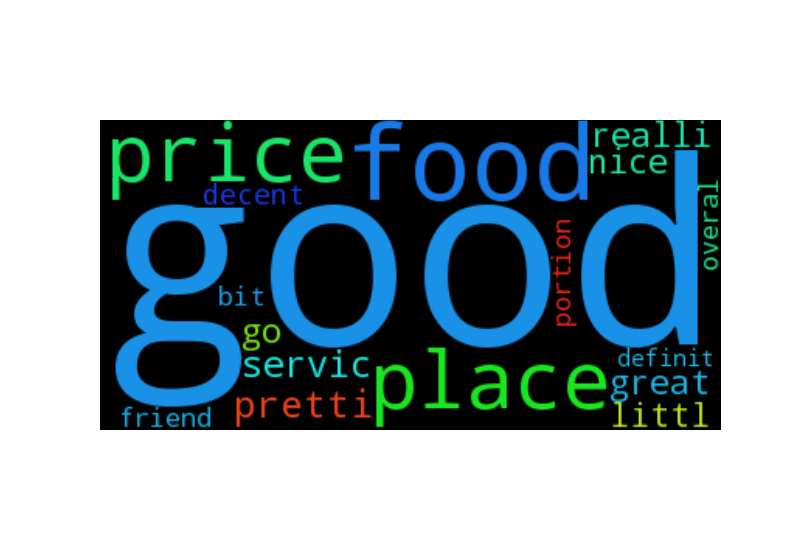 price food realli
nice
decent
good
overal
portion
bit
go
servic place definit
great
pretti littl
friend